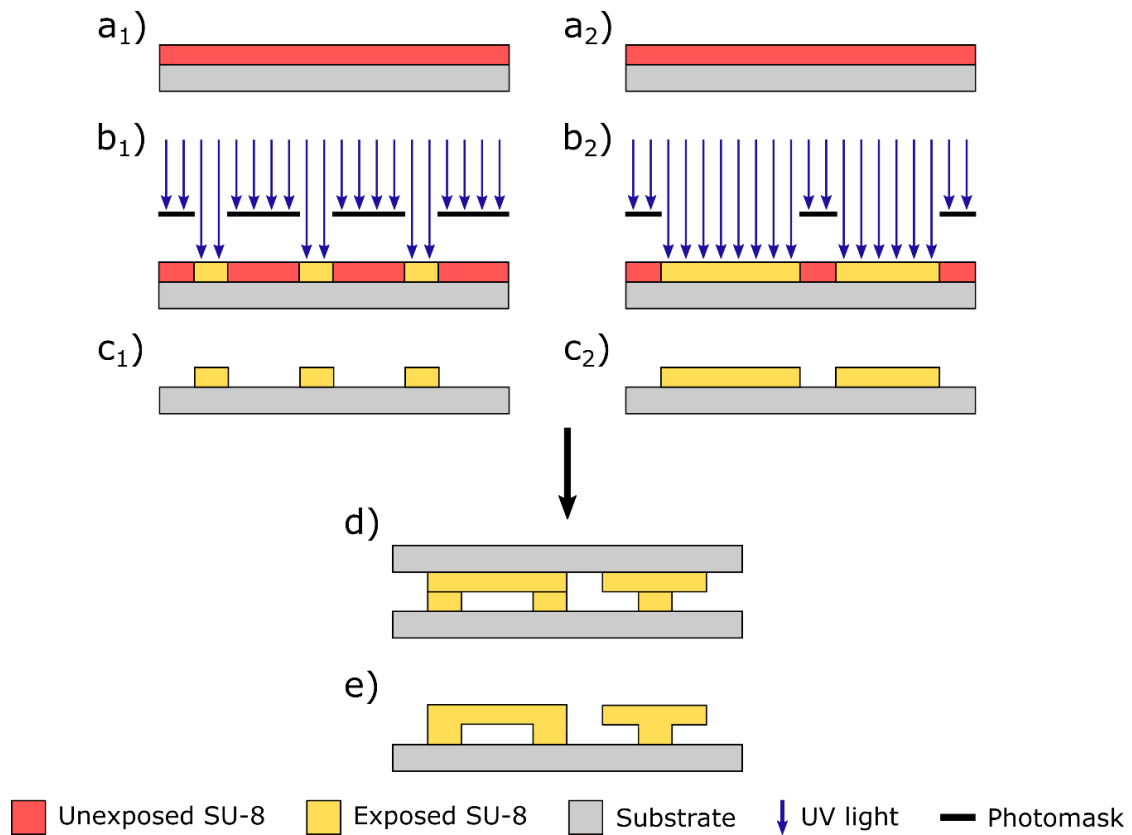 a₁) a₂)
b₁) b₂)
c₁) c₂)
d)
e)
Unexposed SU-8 Exposed SU-8 Substrate UV light Photomask